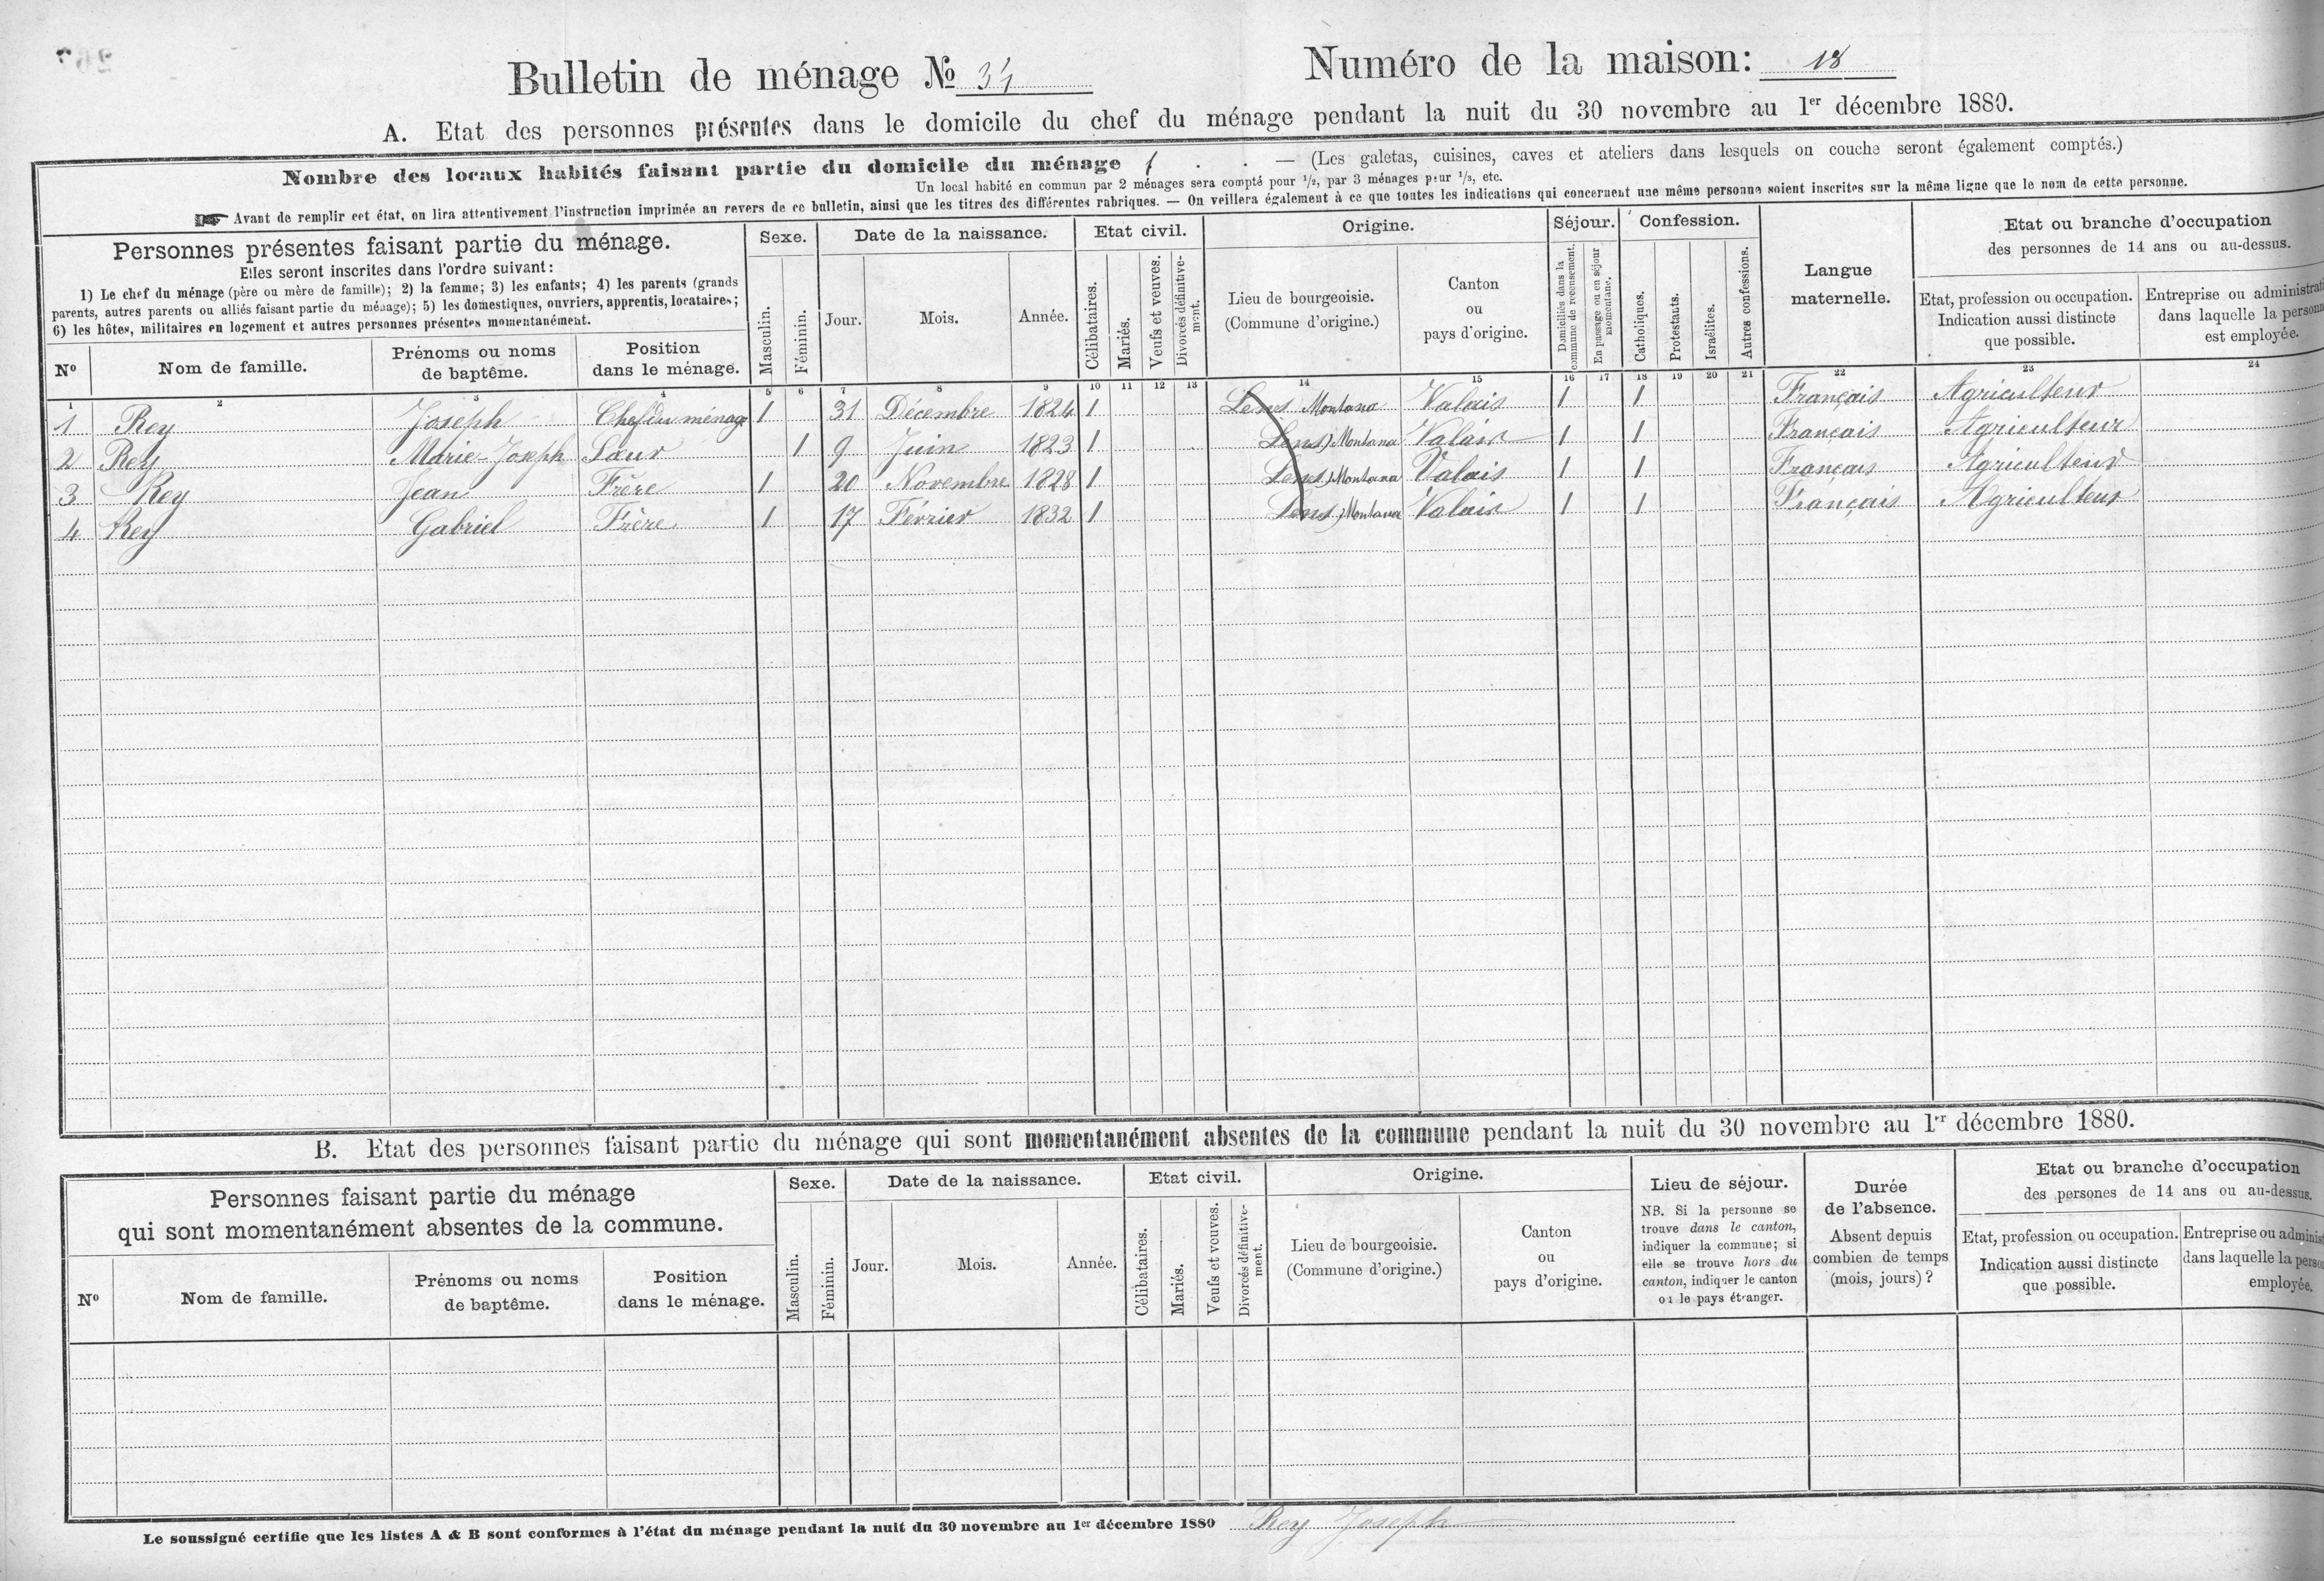 Bulletin de ménage № 34
Numéro de la maison: 18
A. Etat des personnes présentes dans le domicile du chef du ménage pendant la nuit du 30 novembre au 1er décembre 1880.
Nombre des locaux habités faisant partie du domicile du ménage 1 . . — (Les galetas, cuisines, caves et ateliers dans lesquels on couche seront également comptés.)
Un local habité en commun par 2 ménages sera compté pour 1/2, par 3 ménages pour 1/3, etc.
☞ Avant de remplir cet état, on lira attentivement l'instruction imprimée au revers de ce bulletin, ainsi que les titres des différentes rubriques. — On veillera également à ce que toutes les indications qui concernent une même personne soient inscrites sur la même ligne que le nom de cette personne.
Personnes présentes faisant partie du ménage.
Elles seront inscrites dans l'ordre suivant:
1) Le chef du ménage (père ou mère de famille); 2) la femme; 3) les enfants; 4) les parents (grands
parents, autres parents ou alliés faisant partie du ménage); 5) les domestiques, ouvriers, apprentis, locataires;
6) les hôtes, militaires en logement et autres personnes présentes momentanément.
Nº
Nom de famille.
Prénoms ou noms
de baptême.
Position
dans le ménage.
Sexe.
Masculin.
Féminin.
Date de la naissance.
Jour.
Mois.
Année.
Etat civil.
Célibataires.
Mariés.
Veufs et veuves.
Divorcés définitive-
ment.
Origine.
Lieu de bourgeoisie.
(Commune d'origine.)
Canton
ou
pays d'origine.
Séjour.
Domiciliés dans la
commune de recensement.
En passage ou en séjour
momentané.
Confession.
Catholiques.
Protestants.
Israélites.
Autres confessions.
Langue
maternelle.
Etat ou branche d'occupation
des personnes de 14 ans ou au-dessus.
Etat, profession ou occupation.
Indication aussi distincte
que possible.
Entreprise ou administrati
dans laquelle la personn
est employée.
1 2 3 4 5 6 7 8 9 10 11 12 13 14 15 16 17 18 19 20 21 22 23 24
1 Rey Joseph Chef du ménage 1 31 Décembre 1824 1 Lens Montana Valais 1 1 Français Agriculteur
2 Rey Marie-Joseph Sœur 1 9 Juin 1823 1 Lens Montana Valais 1 1 Français Agriculteur
3 Rey Jean Frère 1 20 Novembre 1828 1 Lens Montana Valais 1 1 Français Agriculteur
4 Rey Gabriel Frère 1 17 Février 1832 1 Lens Montana Valais 1 1 Français Agriculteur
B. Etat des personnes faisant partie du ménage qui sont momentanément absentes de la commune pendant la nuit du 30 novembre au 1er décembre 1880.
Personnes faisant partie du ménage
qui sont momentanément absentes de la commune.
Nº
Nom de famille.
Prénoms ou noms
de baptême.
Position
dans le ménage.
Sexe.
Masculin.
Féminin.
Date de la naissance.
Jour.
Mois.
Année.
Etat civil.
Célibataires.
Mariés.
Veufs et veuves.
Divorcés définitive-
ment.
Origine.
Lieu de bourgeoisie.
(Commune d'origine.)
Canton
ou
pays d'origine.
Lieu de séjour.
NB. Si la personne se
trouve dans le canton,
indiquer la commune; si
elle se trouve hors du
canton, indiquer le canton
ou le pays étranger.
Durée
de l'absence.
Absent depuis
combien de temps
(mois, jours)?
Etat ou branche d'occupation
des persones de 14 ans ou au-dessus.
Etat, profession ou occupation.
Indication aussi distincte
que possible.
Entreprise ou adminis
dans laquelle la perso
employée.
Le soussigné certifie que les listes A & B sont conformes à l'état du ménage pendant la nuit du 30 novembre au 1er décembre 1880 Rey Joseph